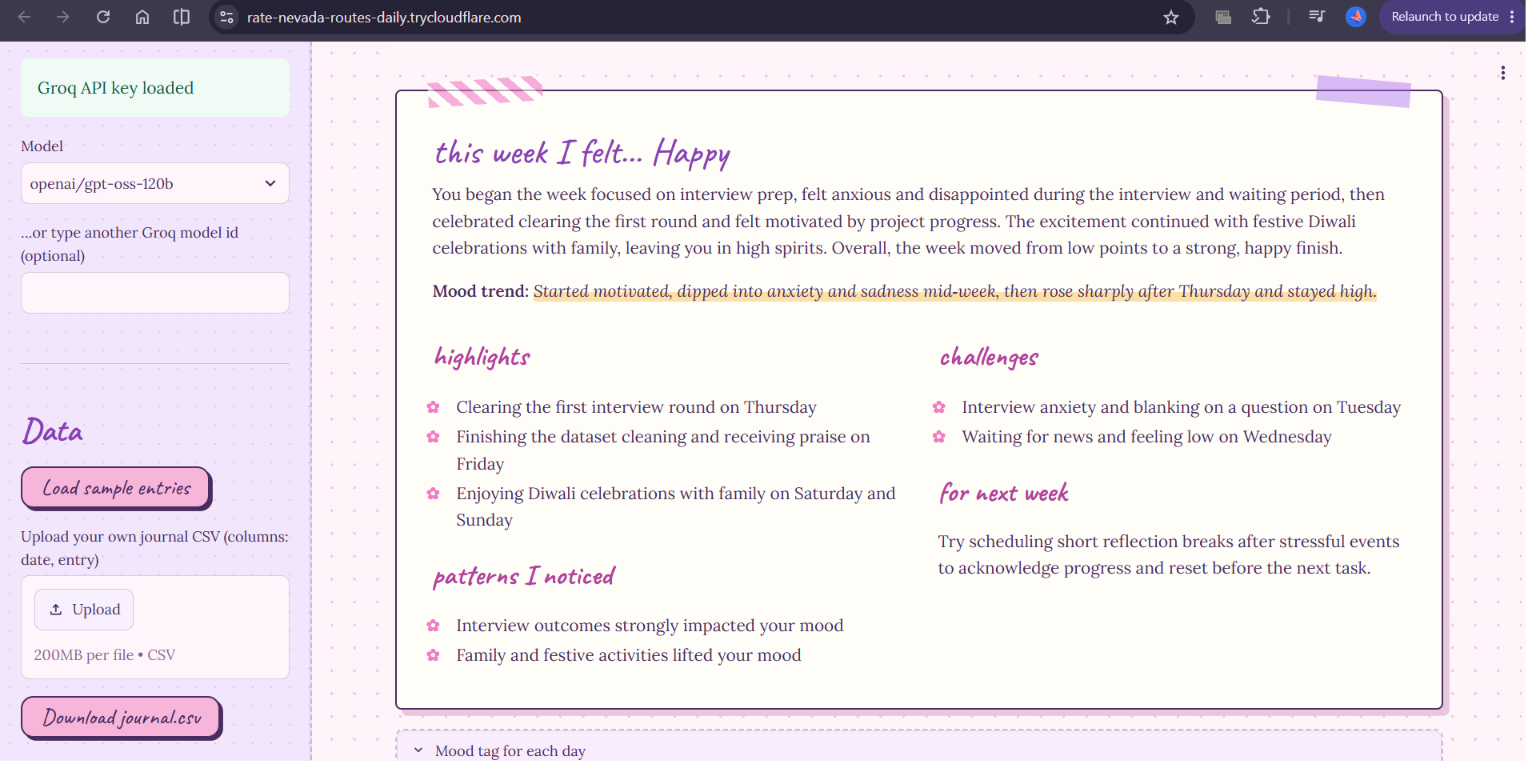 rate-nevada-routes-daily.trycloudflare.com
Relaunch to update
Groq API key loaded
Model
openai/gpt-oss-120b
...or type another Groq model id
(optional)
Data
Load sample entries
Upload your own journal CSV (columns:
date, entry)
Upload
200MB per file • CSV
Download journal.csv
this week I felt... Happy
You began the week focused on interview prep, felt anxious and disappointed during the interview and waiting period, then
celebrated clearing the first round and felt motivated by project progress. The excitement continued with festive Diwali
celebrations with family, leaving you in high spirits. Overall, the week moved from low points to a strong, happy finish.
Mood trend: Started motivated, dipped into anxiety and sadness mid-week, then rose sharply after Thursday and stayed high.
highlights
Clearing the first interview round on Thursday
Finishing the dataset cleaning and receiving praise on
Friday
Enjoying Diwali celebrations with family on Saturday and
Sunday
patterns I noticed
Interview outcomes strongly impacted your mood
Family and festive activities lifted your mood
challenges
Interview anxiety and blanking on a question on Tuesday
Waiting for news and feeling low on Wednesday
for next week
Try scheduling short reflection breaks after stressful events
to acknowledge progress and reset before the next task.
Mood tag for each day